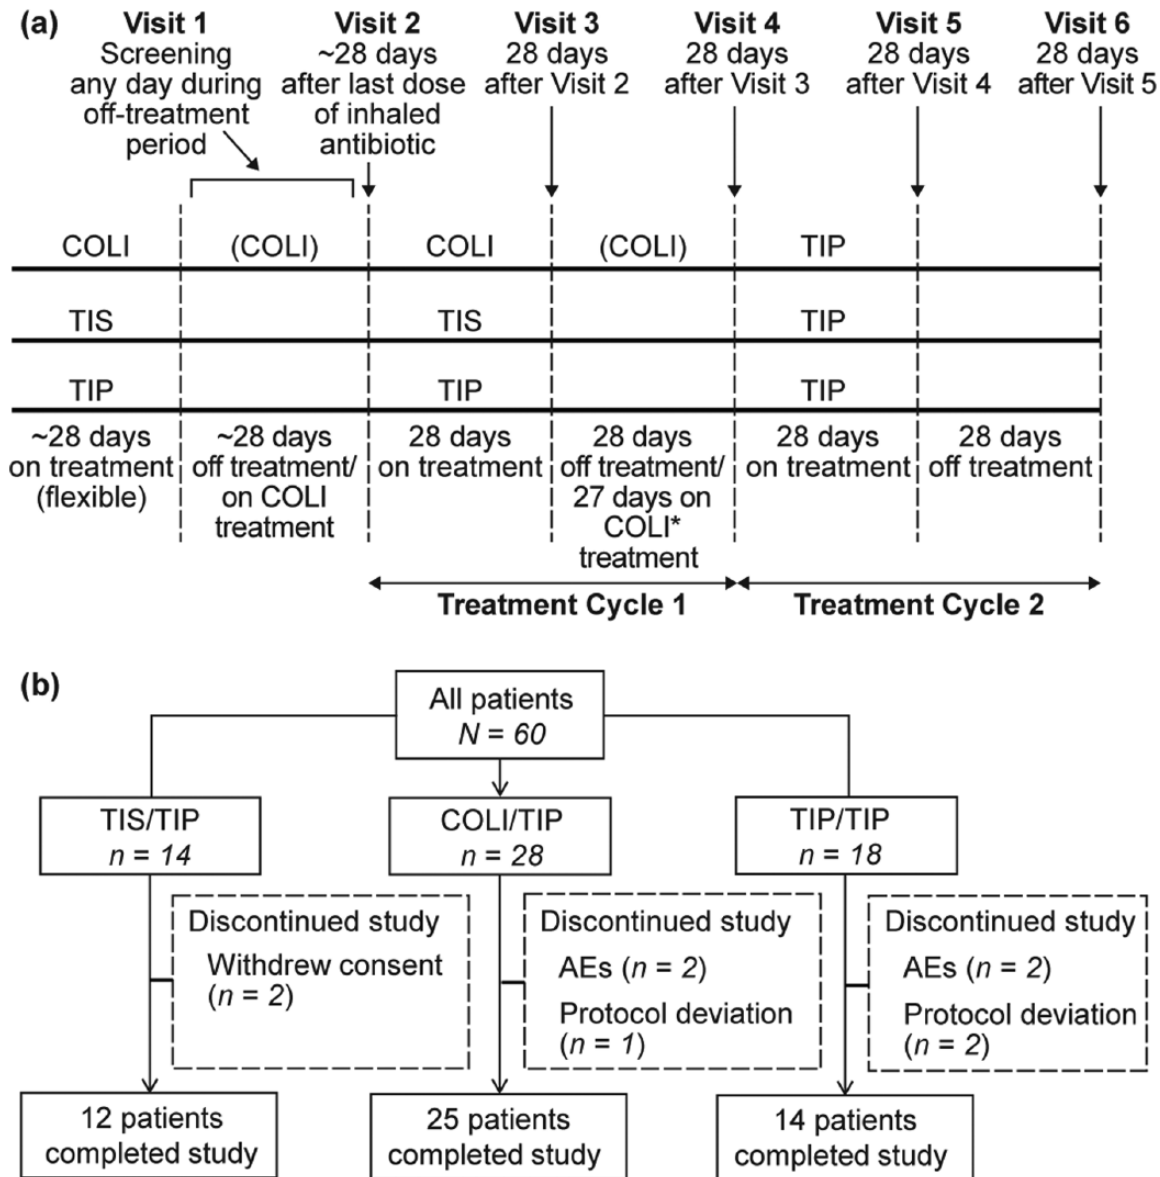 (a)
Visit 1
Screening
any day during
off-treatment
period
Visit 2
~28 days
after last dose
of inhaled
antibiotic
Visit 3
28 days
after Visit 2
Visit 4
28 days
after Visit 3
Visit 5
28 days
after Visit 4
Visit 6
28 days
after Visit 5
COLI
(COLI)
COLI
(COLI)
TIP
TIS
TIS
TIP
TIP
TIP
TIP
~28 days
on treatment
(flexible)
~28 days
off treatment/
on COLI
treatment
28 days
on treatment
28 days
off treatment/
27 days on
COLI*
treatment
28 days
on treatment
28 days
off treatment
Treatment Cycle 1
Treatment Cycle 2
(b)
All patients
N = 60
TIS/TIP
n = 14
COLI/TIP
n = 28
TIP/TIP
n = 18
Discontinued study
Withdrew consent
(n = 2)
Discontinued study
AEs (n = 2)
Protocol deviation
(n = 1)
Discontinued study
AEs (n = 2)
Protocol deviation
(n = 2)
12 patients
completed study
25 patients
completed study
14 patients
completed study